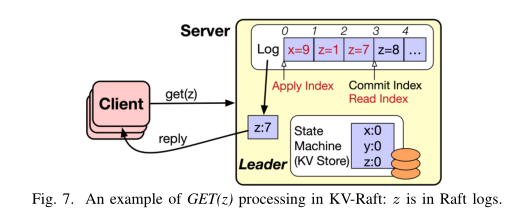 Server
0 1 2 3 4
Log x=9 z=1 z=7 z=8 ...
Apply Index Commit Index
Read Index
Client
get(z)
reply
z:7
Leader
State
Machine
(KV Store)
x:0
y:0
z:0
Fig. 7. An example of GET(z) processing in KV-Raft: z is in Raft logs.